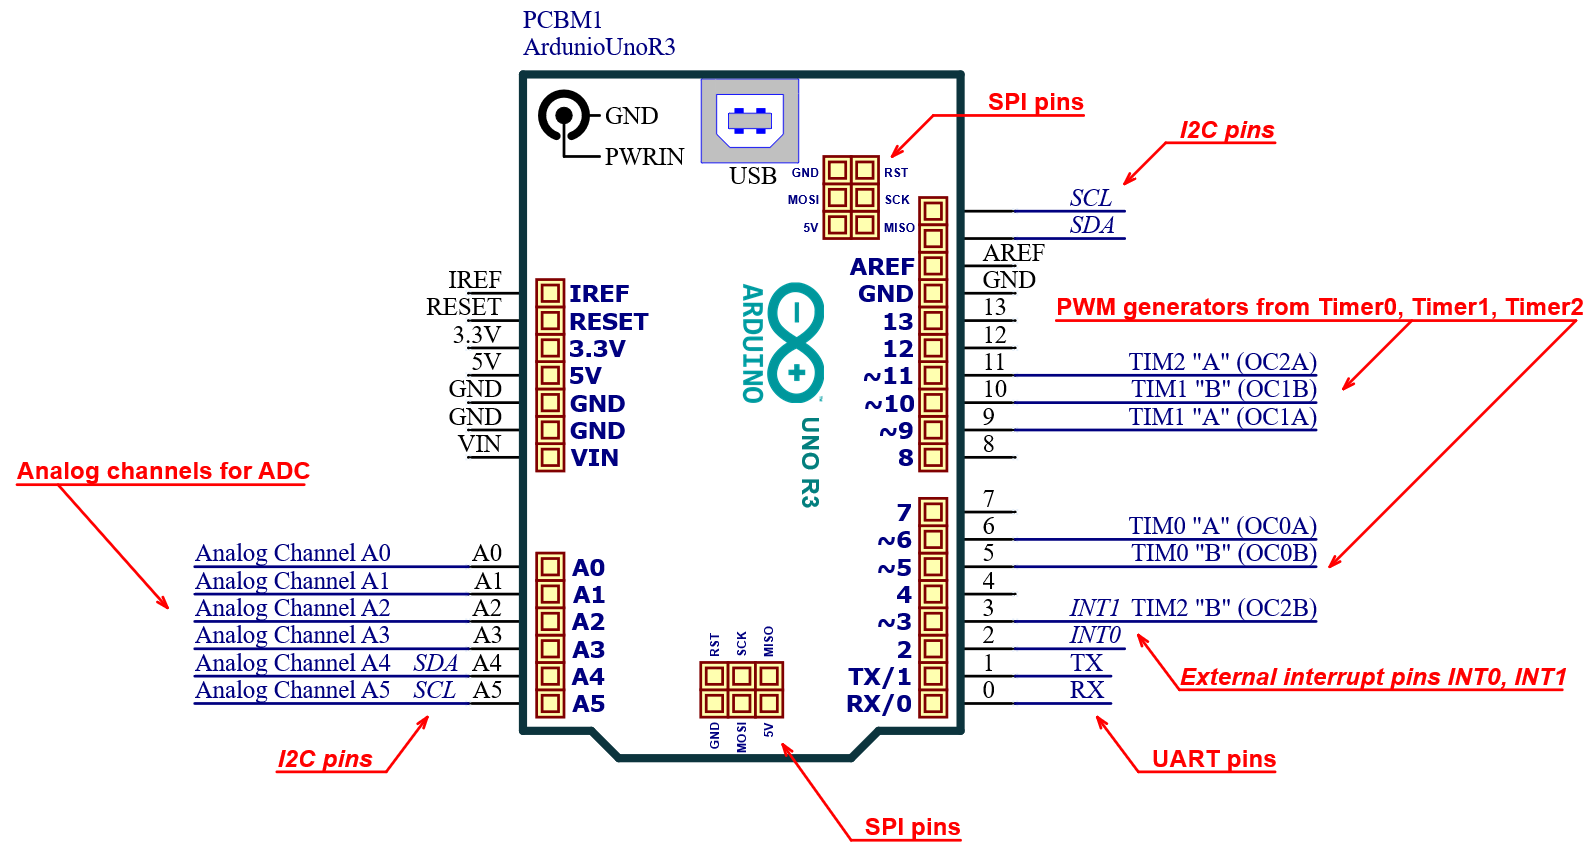 PCBM1
ArdunioUnoR3
GND
PWRIN
USB
SPI pins
I2C pins
GND RST
MOSI SCK
5V MISO
SCL
SDA
AREF AREF
GND GND
13 13
12 12
~11 11 TIM2 "A" (OC2A)
~10 10 TIM1 "B" (OC1B)
~9 9 TIM1 "A" (OC1A)
8 8
PWM generators from Timer0, Timer1, Timer2
IREF IREF
RESET RESET
3.3V 3.3V
5V 5V
GND GND
GND GND
VIN VIN
ARDUINO
UNO R3
7 7
~6 6 TIM0 "A" (OC0A)
~5 5 TIM0 "B" (OC0B)
4 4
~3 3 INT1 TIM2 "B" (OC2B)
2 2 INT0
TX/1 1 TX
RX/0 0 RX
External interrupt pins INT0, INT1
UART pins
Analog channels for ADC
Analog Channel A0 A0 A0
Analog Channel A1 A1 A1
Analog Channel A2 A2 A2
Analog Channel A3 A3 A3
Analog Channel A4 SDA A4 A4
Analog Channel A5 SCL A5 A5
I2C pins
RST SCK MISO
GND MOSI 5V
SPI pins